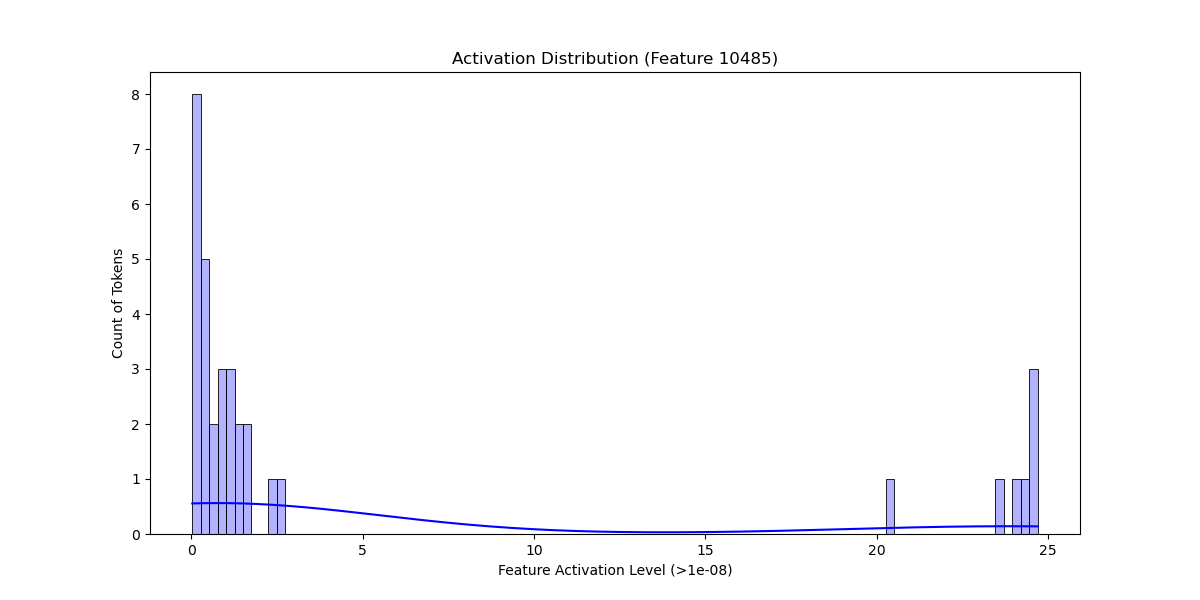 Activation Distribution (Feature 10485)
Count of Tokens
8
7
6
5
4
3
2
1
0
0 5 10 15 20 25
Feature Activation Level (>1e-08)